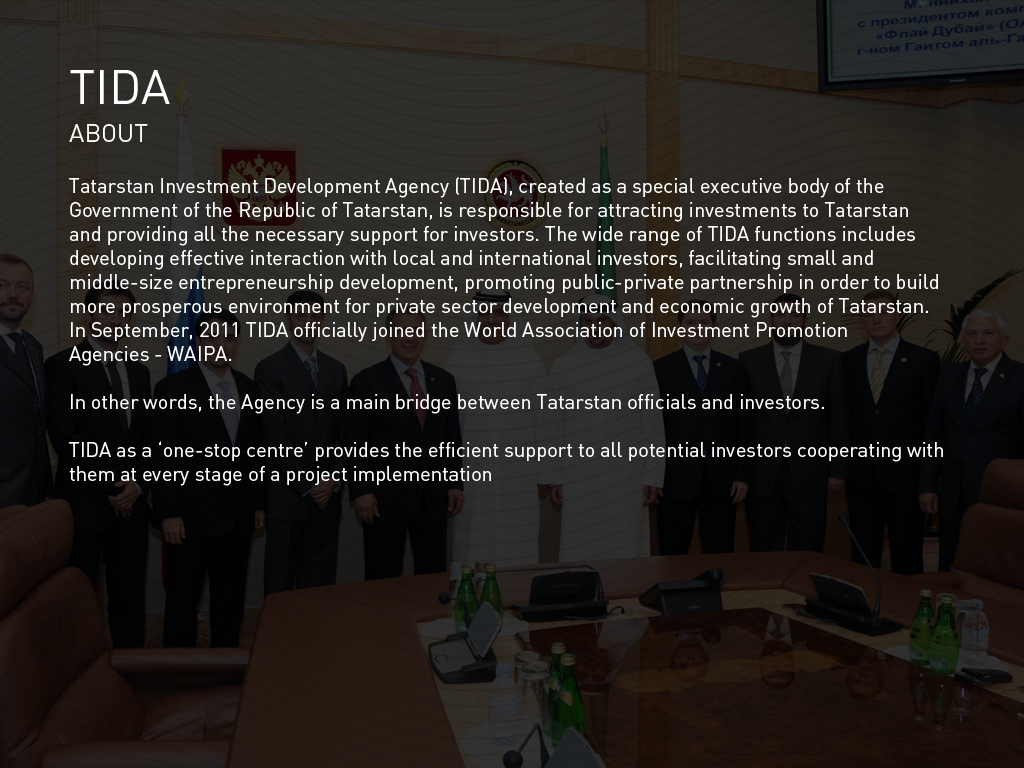 с президентом комп
«Флай Дубай» (ОА
г-ном Гаитом аль-Га
TIDA
ABOUT
Tatarstan Investment Development Agency (TIDA), created as a special executive body of the
Government of the Republic of Tatarstan, is responsible for attracting investments to Tatarstan
and providing all the necessary support for investors. The wide range of TIDA functions includes
developing effective interaction with local and international investors, facilitating small and
middle-size entrepreneurship development, promoting public-private partnership in order to build
more prosperous environment for private sector development and economic growth of Tatarstan.
In September, 2011 TIDA officially joined the World Association of Investment Promotion
Agencies - WAIPA.
In other words, the Agency is a main bridge between Tatarstan officials and investors.
TIDA as a ‘one-stop centre’ provides the efficient support to all potential investors cooperating with
them at every stage of a project implementation